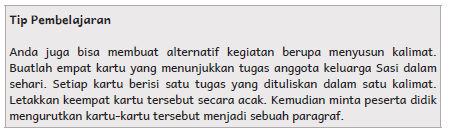 Tip Pembelajaran
Anda juga bisa membuat alternatif kegiatan berupa menyusun kalimat.
Buatlah empat kartu yang menunjukkan tugas anggota keluarga Sasi dalam
sehari. Setiap kartu berisi satu tugas yang dituliskan dalam satu kalimat.
Letakkan keempat kartu tersebut secara acak. Kemudian minta peserta didik
mengurutkan kartu-kartu tersebut menjadi sebuah paragraf.